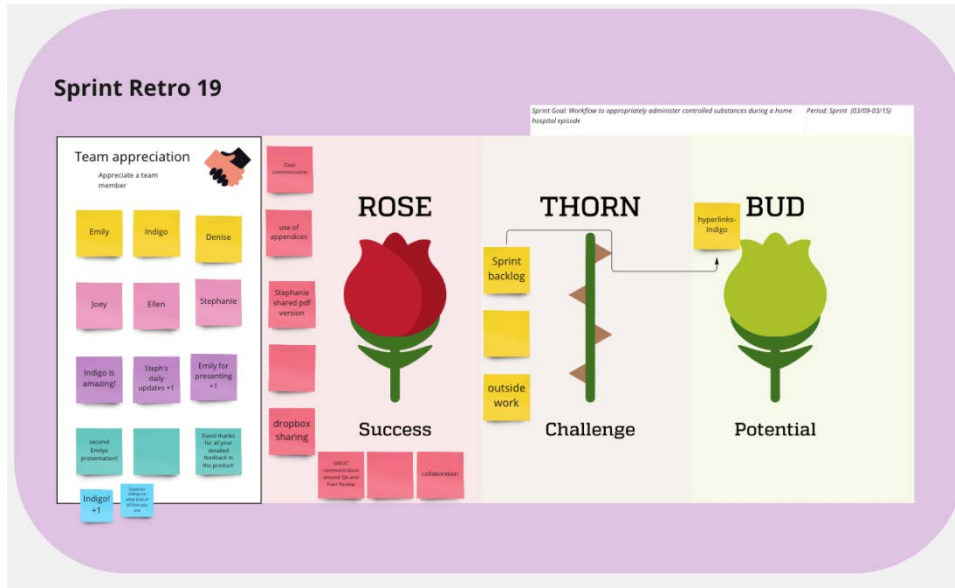 Sprint Retro 19
Sprint Goal: Workflow to appropriately administer controlled substances during a home
hospital episode
Period: Sprint (03/09-03/15)
Team appreciation
Appreciate a team
member
Emily
Indigo
Denise
Joey
Ellen
Stephanie
Indigo is
amazing!
Steph's
daily
updates +1
Emily for
presenting
+1
second
Emilys
presentation!
David thanks
for all your
detailed
feedback in
the product!
Indigo!
+1
Clear
communication
use of
appendices
Stephanie
shared pdf
version
dropbox
sharing
ROSE
Success
GREAT
communication
around QA and
Peer Review
collaboration
THORN
Sprint
backlog
outside
work
Challenge
hyperlinks-
Indigo
BUD
Potential